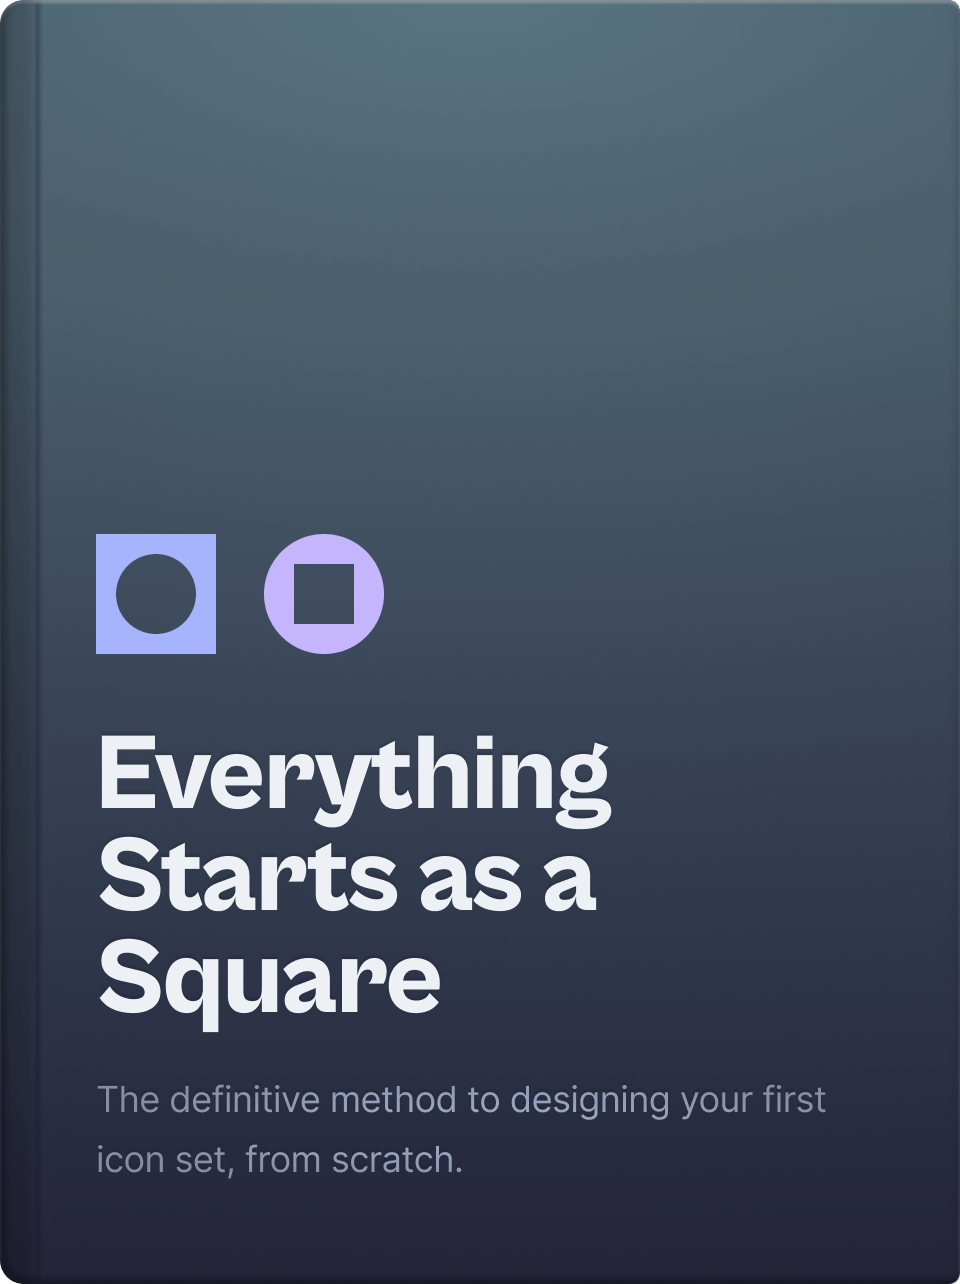 Everything
Starts as a
Square
The definitive method to designing your first
icon set, from scratch.